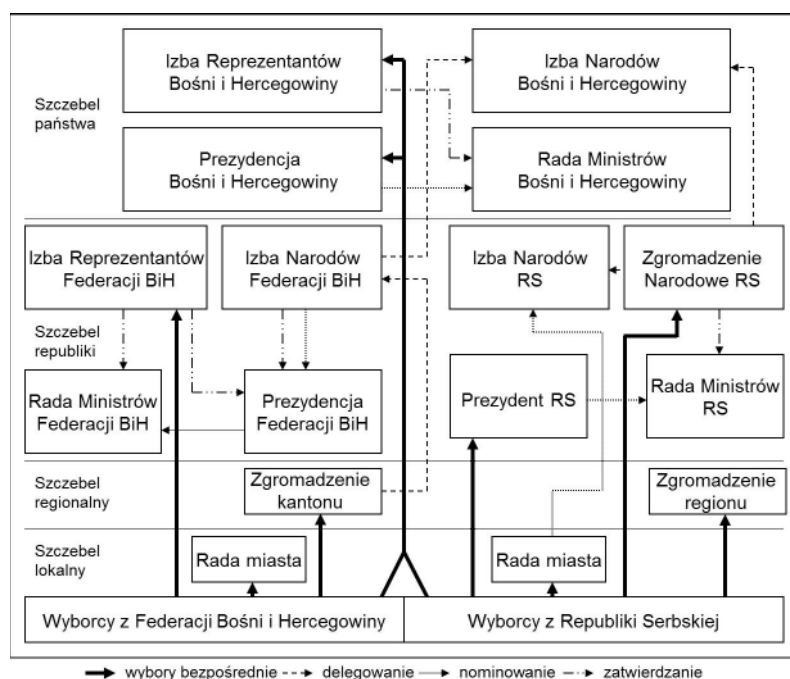 Szczebel
państwa
Izba Reprezentantów
Bośni i Hercegowiny
Izba Narodów
Bośni i Hercegowiny
Prezydencja
Bośni i Hercegowiny
Rada Ministrów
Bośni i Hercegowiny
Szczebel
republiki
Izba Reprezentantów
Federacji BiH
Izba Narodów
Federacji BiH
Izba Narodów
RS
Zgromadzenie
Narodowe RS
Rada Ministrów
Federacji BiH
Prezydencja
Federacji BiH
Prezydent RS
Rada Ministrów
RS
Szczebel
regionalny
Zgromadzenie
kantonu
Zgromadzenie
regionu
Szczebel
lokalny
Rada miasta
Rada miasta
Wyborcy z Federacji Bośni i Hercegowiny
Wyborcy z Republiki Serbskiej
wybory bezpośrednie
delegowanie
nominowanie
zatwierdzanie